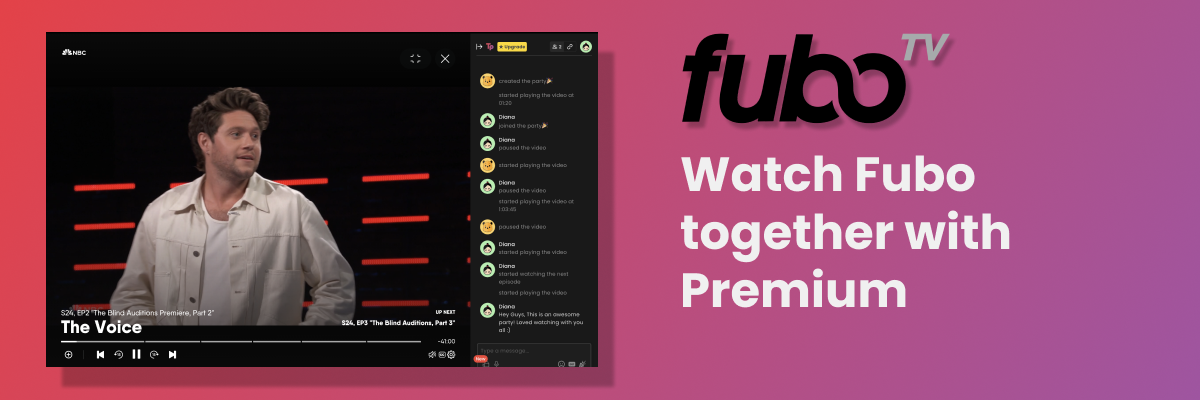 NBC
S24, EP2 "The Blind Auditions Premiere, Part 2"
The Voice
UP NEXT
S24, EP3 "The Blind Auditions, Part 3"
-41:00
Tp
Upgrade
2
created the party🎉
started playing the video at
01:20
Diana
joined the party🎉
Diana
paused the video
started playing the video
Diana
paused the video
started playing the video at
1:03:45
paused the video
Diana
started playing the video
Diana
started watching the next
episode
started playing the video
Diana
Hey Guys, This is an awesome
party! Loved watching with you
all :)
Type a message...
New
fubo TV
Watch Fubo
together with
Premium